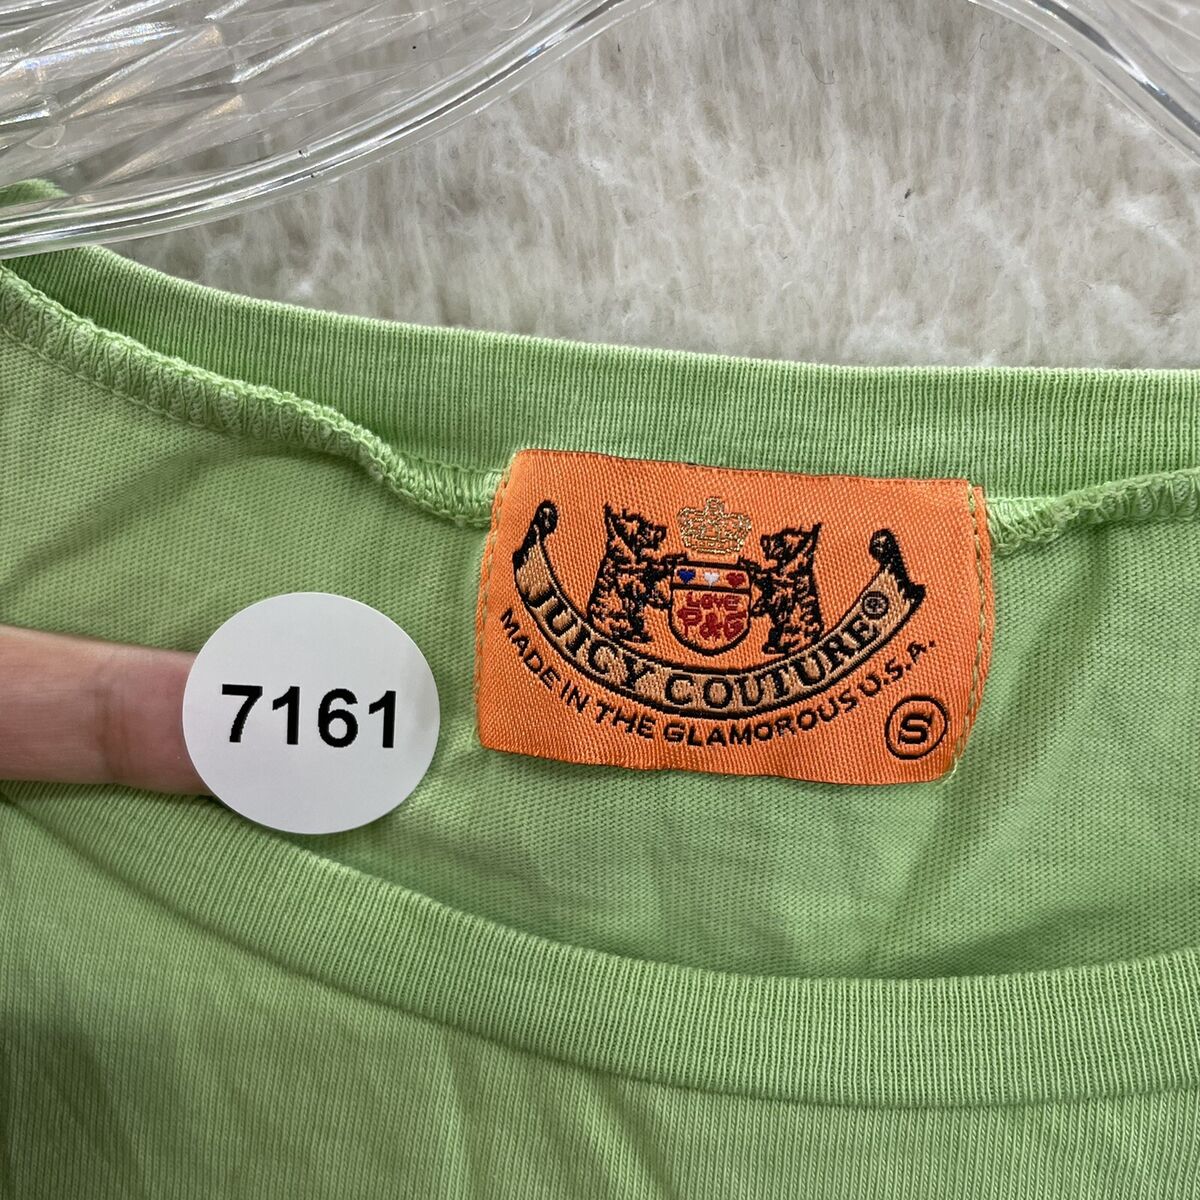 7161
LOVE
P&G
JUICY COUTURE®
MADE IN THE GLAMOROUS U.S.A.
S